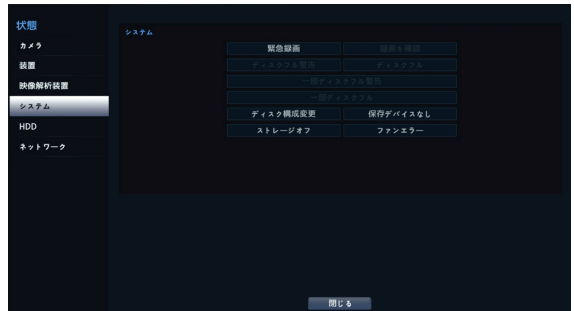 状態
システム
カメラ
装置
映像解析装置
システム
HDD
ネットワーク
緊急録画 録画を確認
ディスクフル警告 ディスクフル
一部ディスクフル警告
一部ディスクフル
ディスク構成変更 保存デバイスなし
ストレージオフ ファンエラー
閉じる